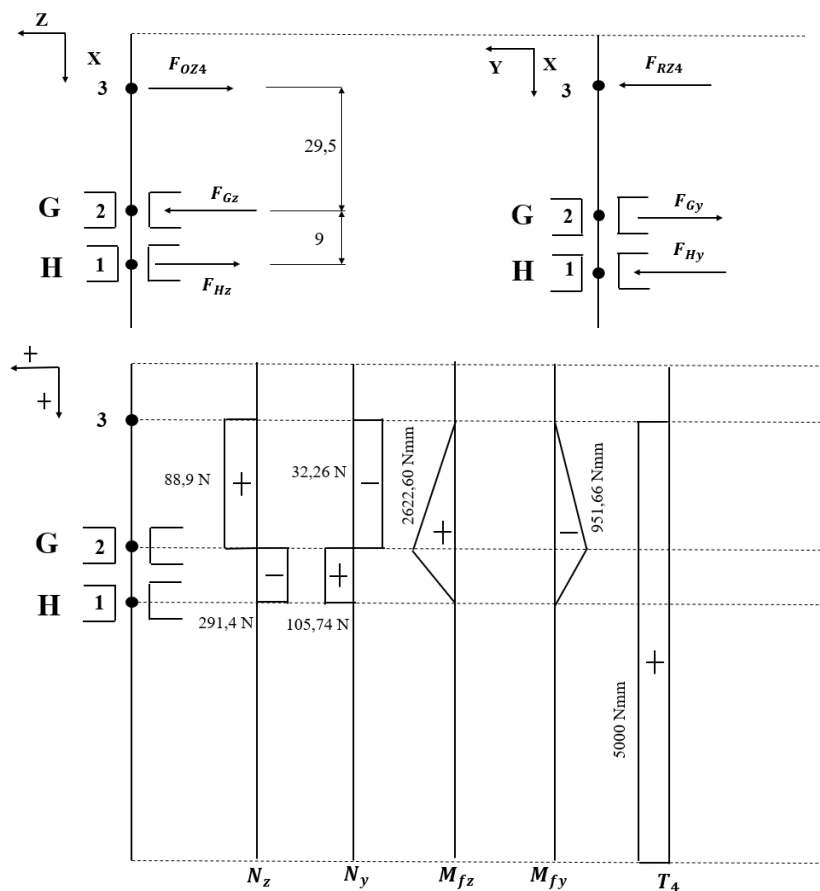 Z
X
3
F_OZ4
29,5
G
2
F_Gz
9
H
1
F_Hz
Y
X
3
F_RZ4
G
2
F_Gy
H
1
F_Hy
+
+
3
88,9 N
+
32,26 N
−
2622,60 Nmm
+
951,66 Nmm
−
G
2
H
1
−
+
291,4 N
105,74 N
+
5000 Nmm
N_z
N_y
M_fz
M_fy
T_4